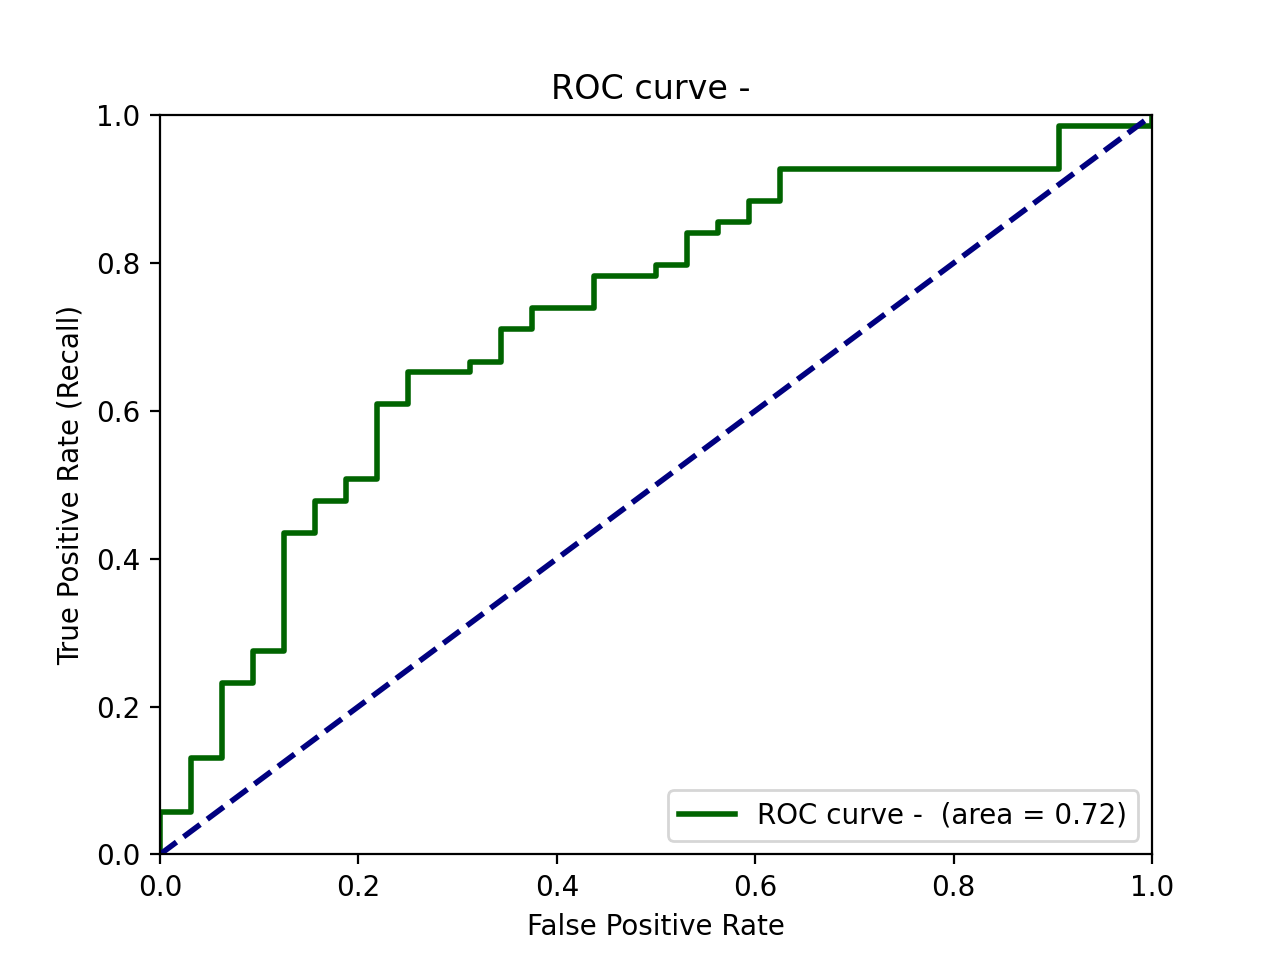 ROC curve -
1.0
0.8
0.6
0.4
0.2
0.0
True Positive Rate (Recall)
ROC curve -  (area = 0.72)
0.0 0.2 0.4 0.6 0.8 1.0
False Positive Rate